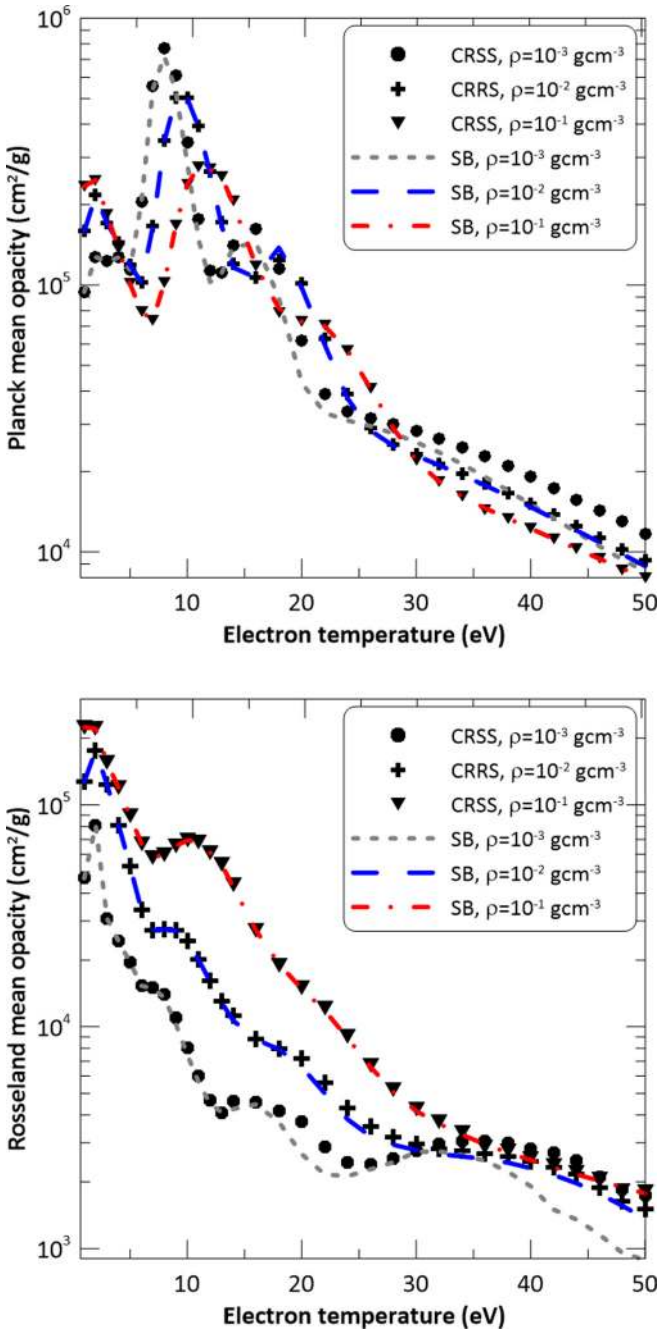 10⁶
CRSS, ρ=10⁻³ gcm⁻³
CRRS, ρ=10⁻² gcm⁻³
CRSS, ρ=10⁻¹ gcm⁻³
SB, ρ=10⁻³ gcm⁻³
SB, ρ=10⁻² gcm⁻³
SB, ρ=10⁻¹ gcm⁻³
Planck mean opacity (cm²/g)
10⁵
10⁴
10 20 30 40 50
Electron temperature (eV)
CRSS, ρ=10⁻³ gcm⁻³
CRRS, ρ=10⁻² gcm⁻³
CRSS, ρ=10⁻¹ gcm⁻³
SB, ρ=10⁻³ gcm⁻³
SB, ρ=10⁻² gcm⁻³
SB, ρ=10⁻¹ gcm⁻³
Rosseland mean opacity (cm²/g)
10⁵
10⁴
10³
10 20 30 40 50
Electron temperature (eV)